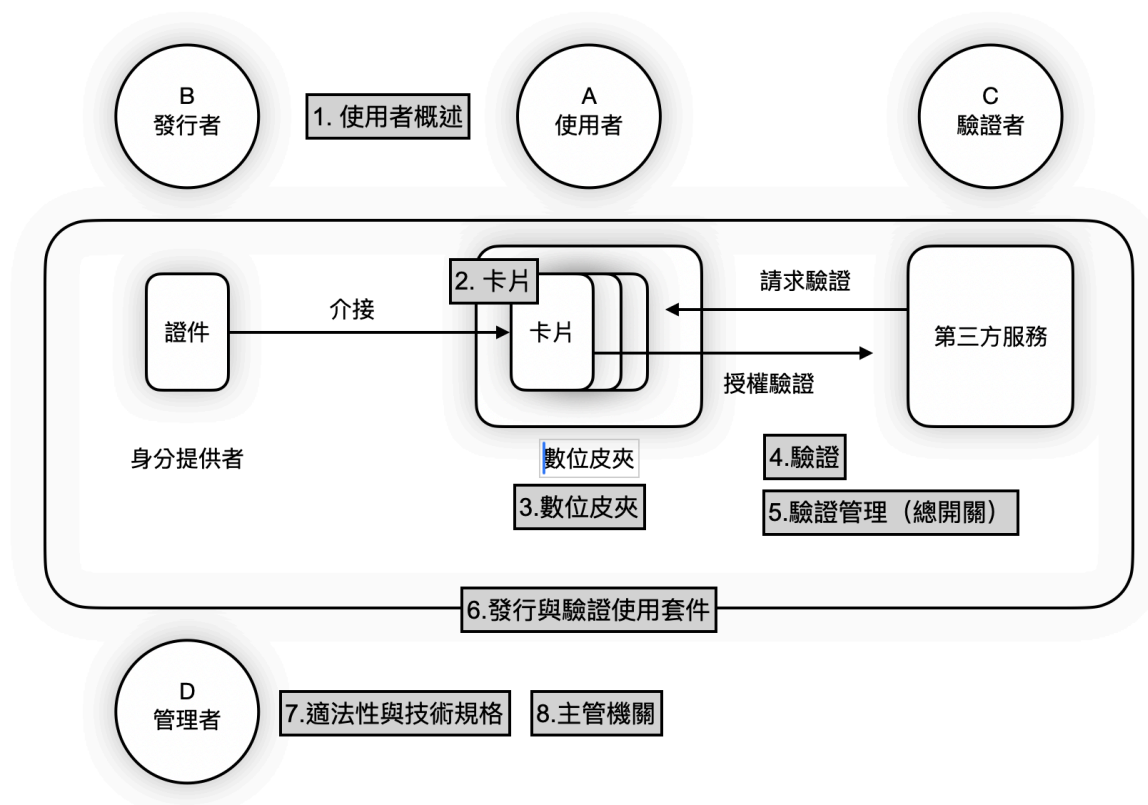 B
發行者
1. 使用者概述
A
使用者
C
驗證者
證件
介接
2. 卡片
卡片
請求驗證
授權驗證
第三方服務
身分提供者
數位皮夾
3.數位皮夾
4.驗證
5.驗證管理（總開關）
6.發行與驗證使用套件
D
管理者
7.適法性與技術規格
8.主管機關